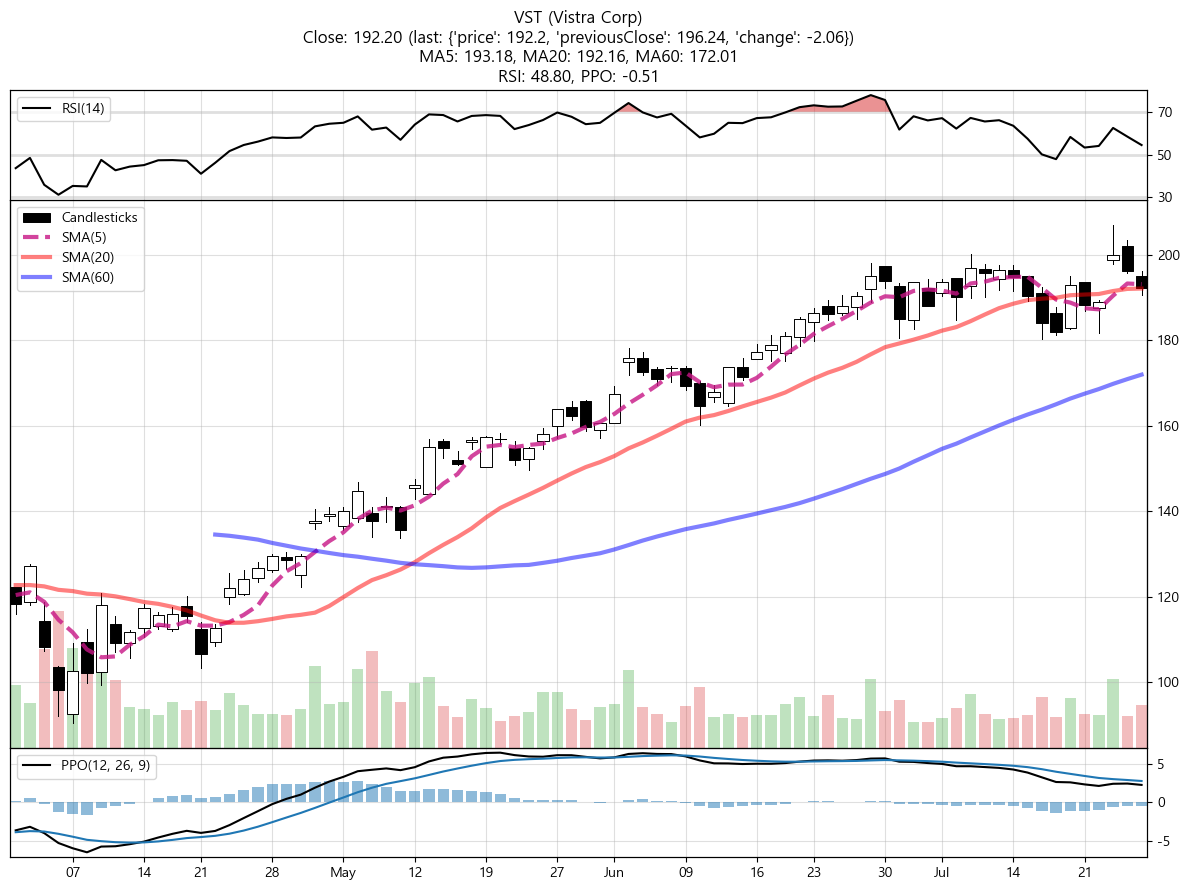 VST (Vistra Corp)
Close: 192.20 (last: {'price': 192.2, 'previousClose': 196.24, 'change': -2.06})
MA5: 193.18, MA20: 192.16, MA60: 172.01
RSI: 48.80, PPO: -0.51
RSI(14)
70
50
30
Candlesticks
SMA(5)
SMA(20)
SMA(60)
200
180
160
140
120
100
PPO(12, 26, 9)
5
0
-5
07 14 21 28 May 12 19 27 Jun 09 16 23 30 Jul 14 21